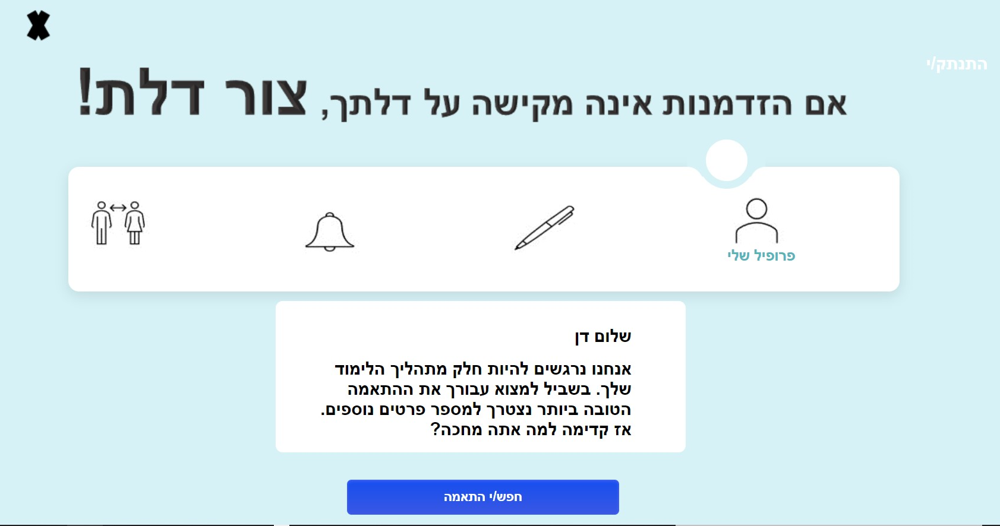 התנתק/י
אם הזדמנות אינה מקישה על דלתך, צור דלת!
פרופיל שלי
שלום דן
אנחנו נרגשים להיות חלק מתהליך הלימוד
שלך. בשביל למצוא עבורך את ההתאמה
הטובה ביותר נצטרך למספר פרטים נוספים.
אז קדימה למה אתה מחכה?
חפש/י התאמה